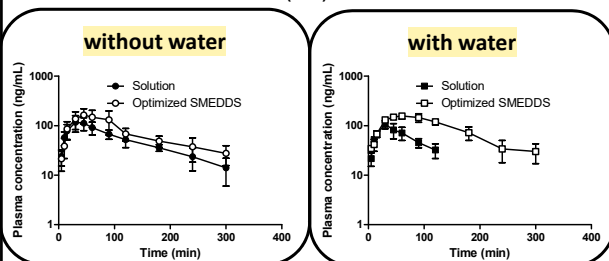 without water
Plasma concentration (ng/mL)
1000
100
10
1
Solution
Optimized SMEDDS
0
100
200
300
400
Time (min)
with water
Plasma concentration (ng/mL)
1000
100
10
1
Solution
Optimized SMEDDS
0
100
200
300
400
Time (min)